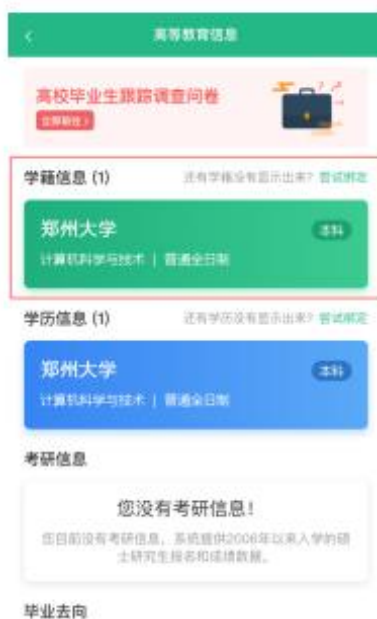 高等教育信息
高校毕业生跟踪调查问卷
立即前往 >
学籍信息 (1)
还有学籍没有显示出来? 尝试绑定
郑州大学
本科
计算机科学与技术 | 普通全日制
学历信息 (1)
还有学历没有显示出来? 尝试绑定
郑州大学
本科
计算机科学与技术 | 普通全日制
考研信息
您没有考研信息!
您目前没有考研信息, 系统提供2006年以来入学的硕
士研究生报名和成绩数据。
毕业去向